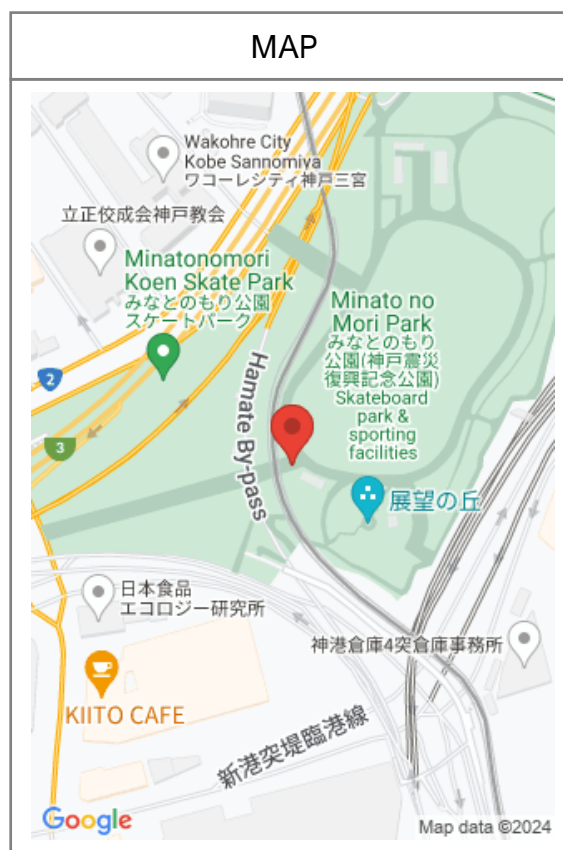 MAP
Wakohre City
Kobe Sannomiya
ワコーレシティ神戸三宮
立正佼成会神戸教会
Minatonomori
Koen Skate Park
みなとのもり公園
スケートパーク
Minato no
Mori Park
みなとのもり
公園(神戸震災
復興記念公園)
Skateboard
park &
sporting
facilities
2
Hamate By-pass
3
展望の丘
日本食品
エコロジー研究所
神港倉庫4突倉庫事務所
KIITO CAFE
新港突堤臨港線
Google
Map data ©2024